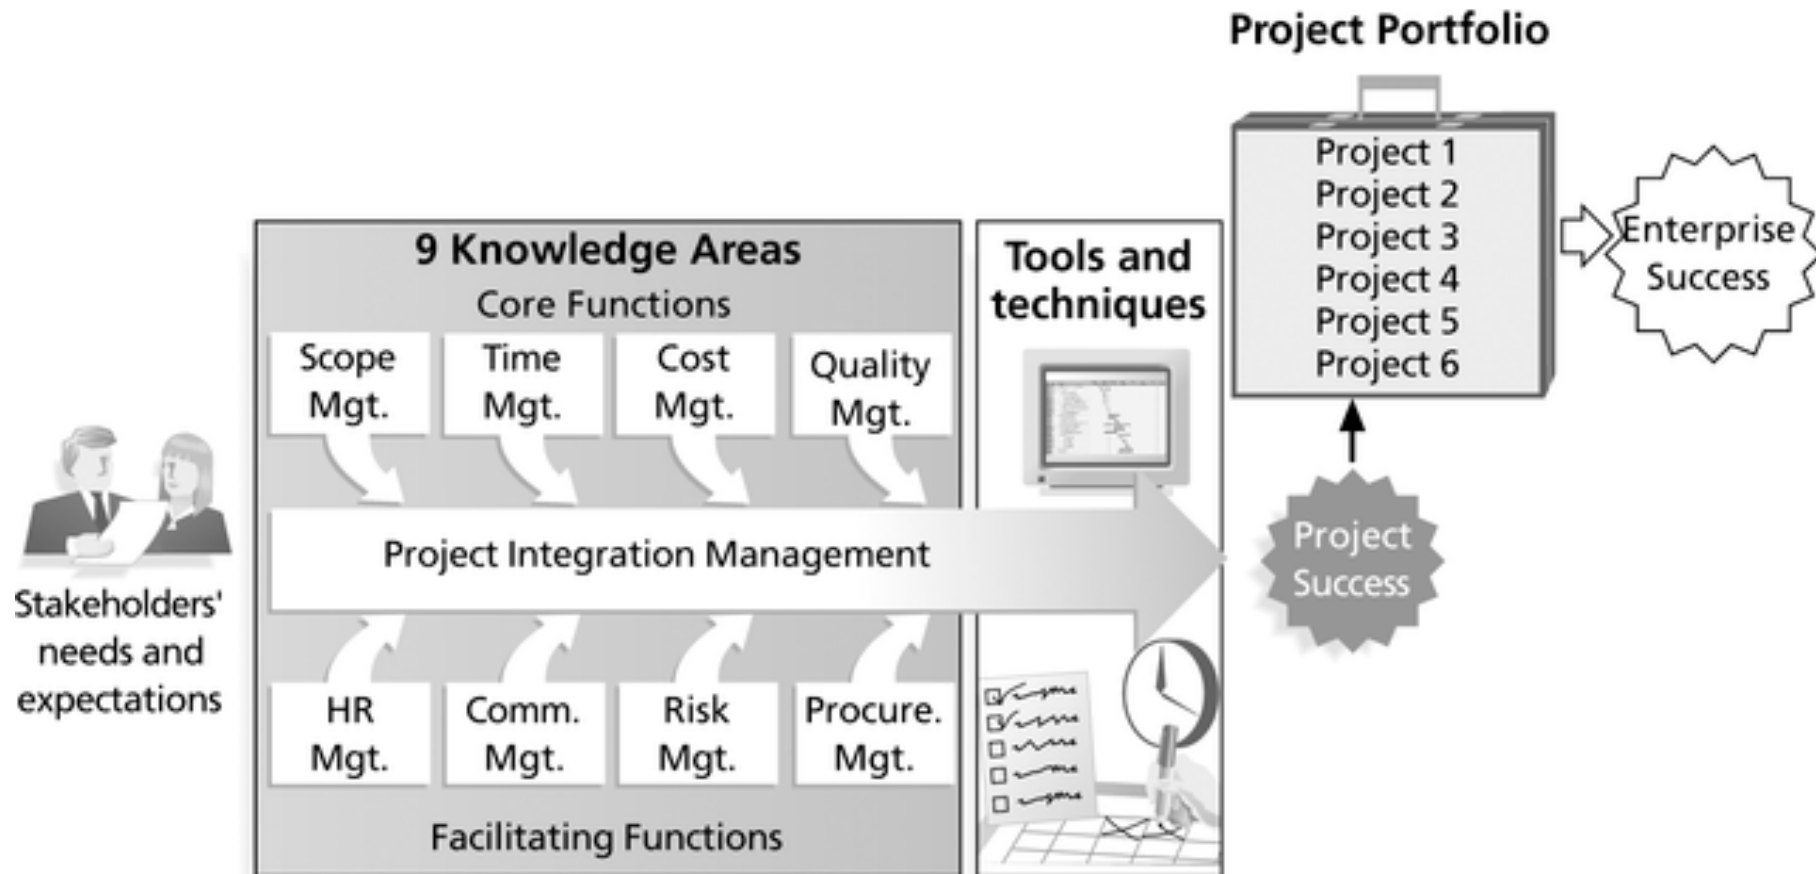 Project Portfolio
Project 1
Project 2
Project 3
Project 4
Project 5
Project 6
Enterprise
Success
9 Knowledge Areas
Core Functions
Scope
Mgt.
Time
Mgt.
Cost
Mgt.
Quality
Mgt.
Tools and
techniques
Stakeholders'
needs and
expectations
Project Integration Management
Project
Success
HR
Mgt.
Comm.
Mgt.
Risk
Mgt.
Procure.
Mgt.
Facilitating Functions